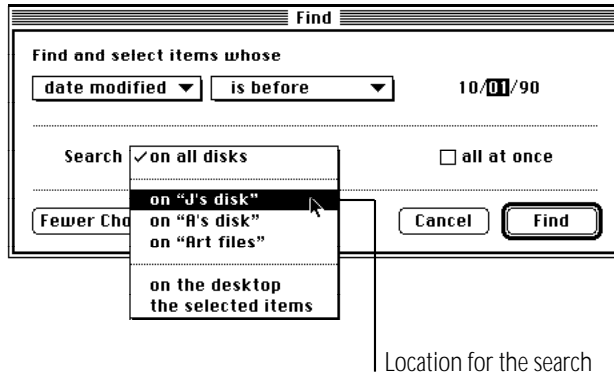 Find
Find and select items whose
date modified ▼ is before ▼ 10/01/90
Search ✓on all disks all at once
on “J's disk”
Fewer Cho on “A's disk” Cancel Find
on “Art files”
on the desktop
the selected items
Location for the search